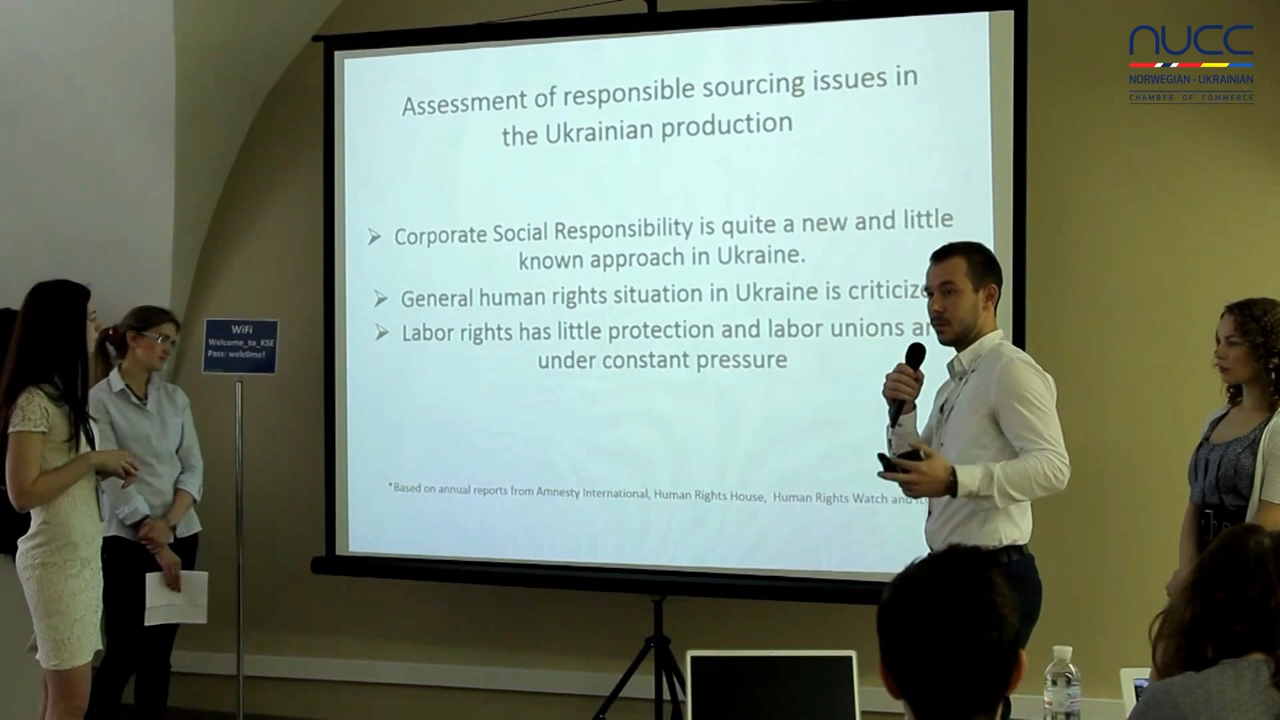 NUCC
NORWEGIAN - UKRAINIAN
CHAMBER OF COMMERCE
Assessment of responsible sourcing issues in
the Ukrainian production
➢ Corporate Social Responsibility is quite a new and little
known approach in Ukraine.
➢ General human rights situation in Ukraine is criticize
➢ Labor rights has little protection and labor unions ar
under constant pressure
*Based on annual reports from Amnesty International, Human Rights House, Human Rights Watch and
WiFi
Welcome_to_KSE
Pass: welc0me!